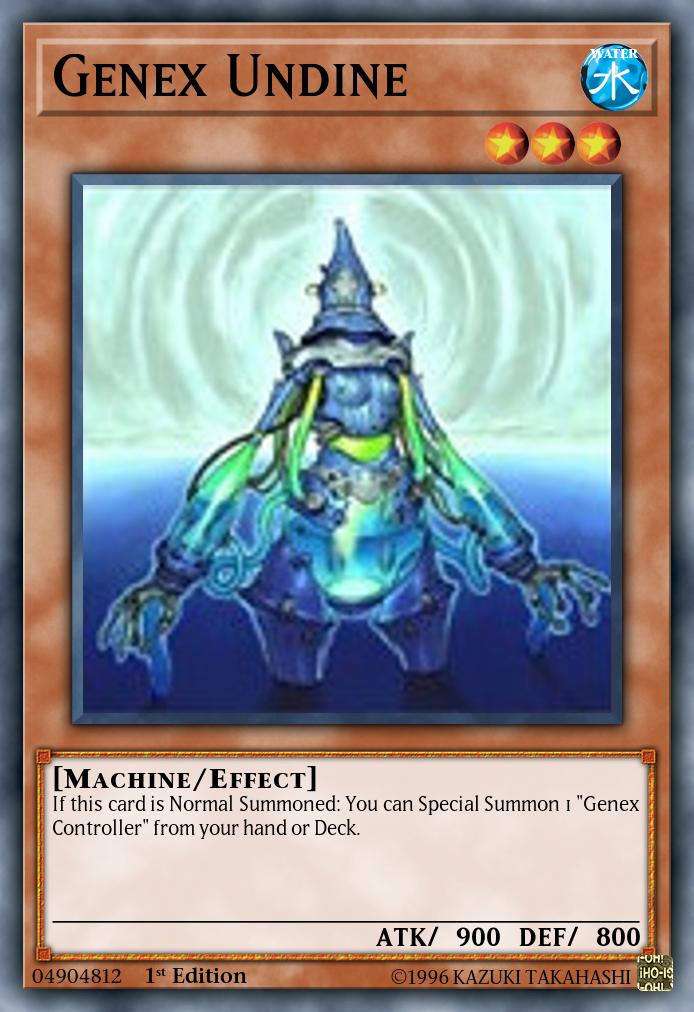 Genex Undine
WATER
水
[Machine/Effect]
If this card is Normal Summoned: You can Special Summon 1 "Genex
Controller" from your hand or Deck.
ATK/ 900 DEF/ 800
04904812 1st Edition ©1996 KAZUKI TAKAHASHI